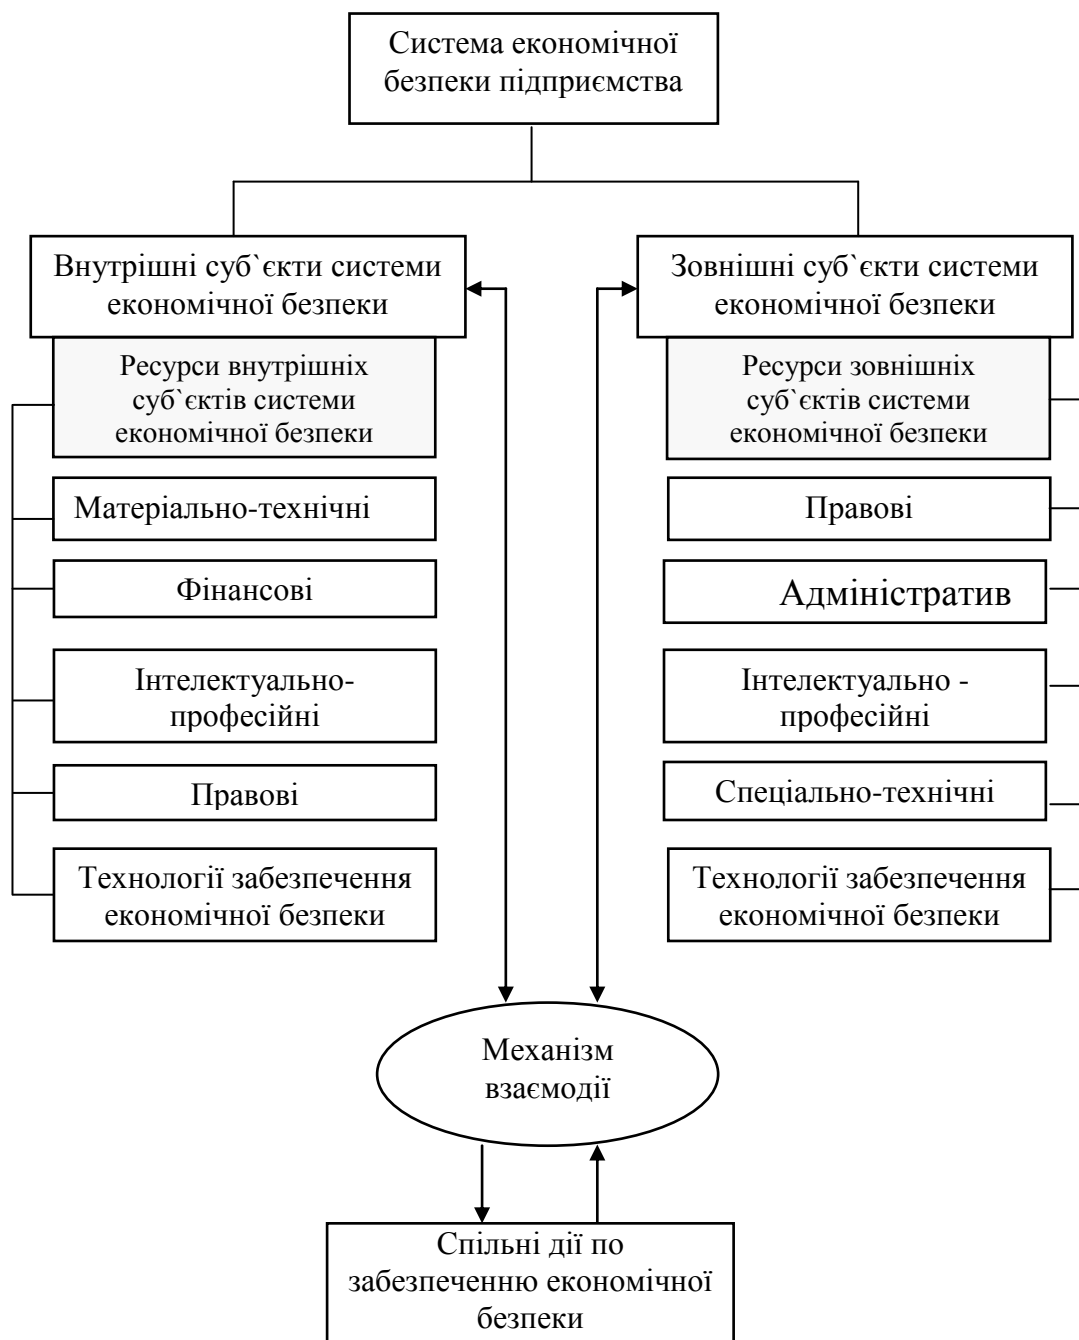 Система економічної
безпеки підприємства
Внутрішні суб`єкти системи
економічної безпеки
Ресурси внутрішніх
суб`єктів системи
економічної безпеки
Матеріально-технічні
Фінансові
Інтелектуально-
професійні
Правові
Технології забезпечення
економічної безпеки
Зовнішні суб`єкти системи
економічної безпеки
Ресурси зовнішніх
суб`єктів системи
економічної безпеки
Правові
Адміністратив
Інтелектуально -
професійні
Спеціально-технічні
Технології забезпечення
економічної безпеки
Механізм
взаємодії
Спільні дії по
забезпеченню економічної
безпеки